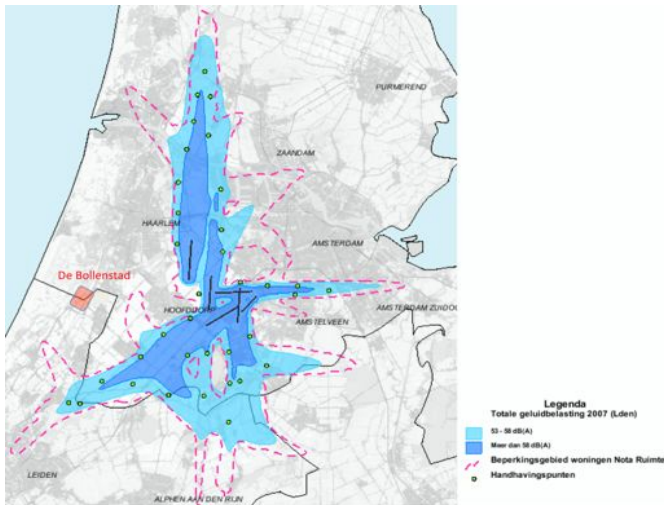 PURMEREND
ZAANDAM
HAARLEM
AMSTERDAM
De Bollenstad
HOOFDDORP
AMSTERDAM ZUIDOO
AMSTELVEEN
LEIDEN
ALPHEN AAN DEN RIJN
Legenda
Totale geluidbelasting 2007 (Lden)
53 - 58 dB(A)
Meer dan 58 dB(A)
Beperkingsgebied woningen Nota Ruimte
Handhavingspunten